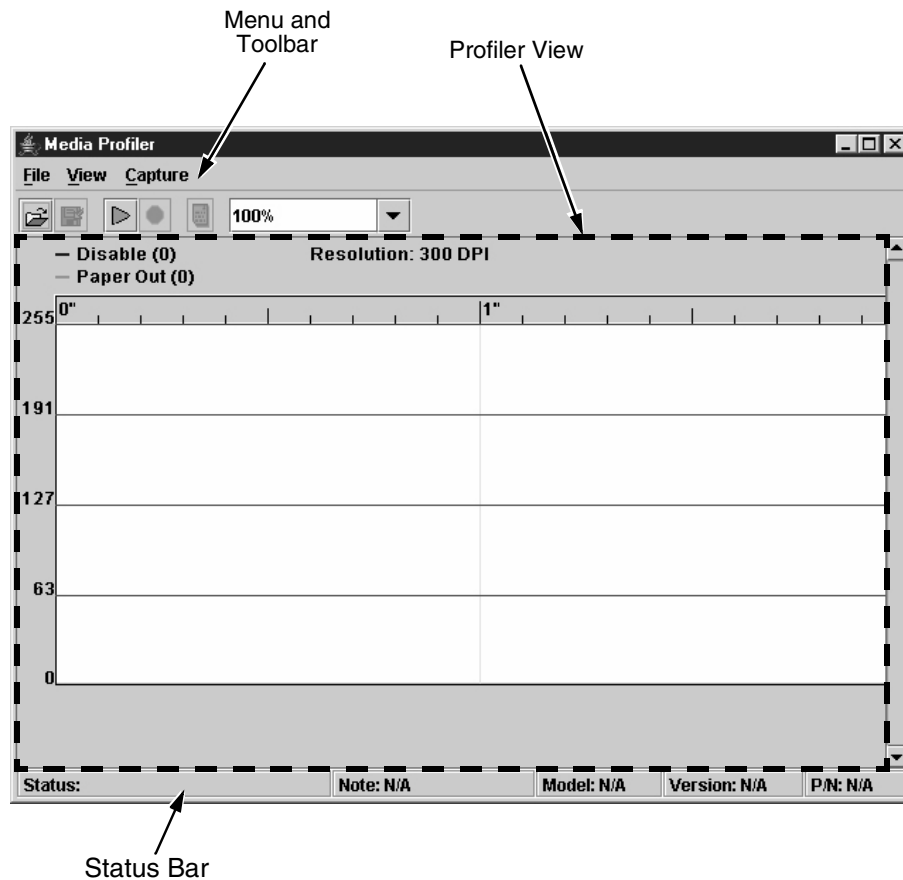 Menu and
Toolbar
Profiler View
Media Profiler
File View Capture
100%
Disable (0) Resolution: 300 DPI
Paper Out (0)
0" 1"
255
191
127
63
0
Status: Note: N/A Model: N/A Version: N/A P/N: N/A
Status Bar